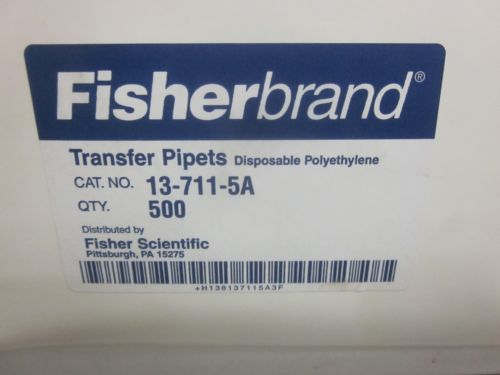 Fisherbrand®
Transfer Pipets Disposable Polyethylene
CAT. NO. 13-711-5A
QTY. 500
Distributed by
Fisher Scientific
Pittsburgh, PA 15275
+H138137115A3F